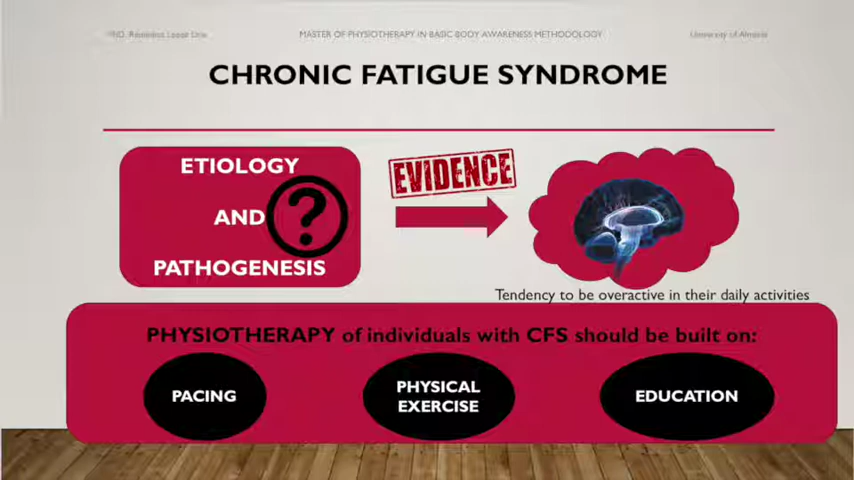 MASTER OF PHYSIOTHERAPY IN BASIC BODY AWARENESS METHODOLOGY
University of Almeria
CHRONIC FATIGUE SYNDROME
ETIOLOGY
AND ?
PATHOGENESIS
EVIDENCE
Tendency to be overactive in their daily activities
PHYSIOTHERAPY of individuals with CFS should be built on:
PACING
PHYSICAL
EXERCISE
EDUCATION